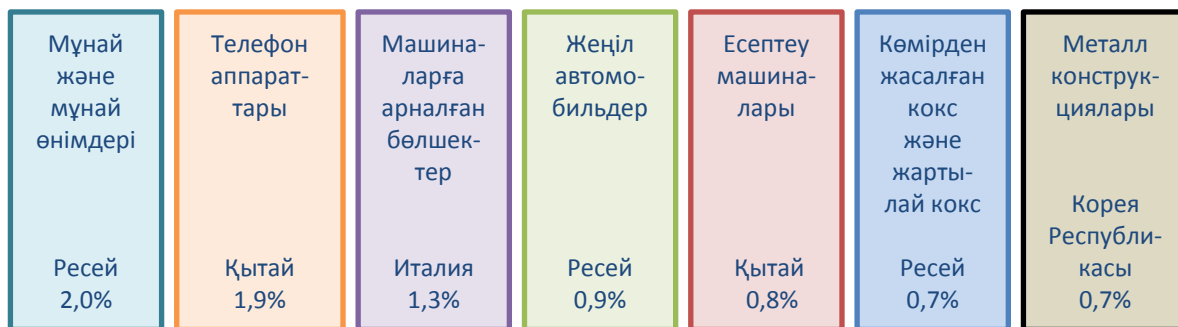 Мұнай
және
мұнай
өнімдері
Ресей
2,0%
Телефон
аппарат-
тары
Қытай
1,9%
Машина-
ларға
арналған
бөлшек-
тер
Италия
1,3%
Жеңіл
автомо-
бильдер
Ресей
0,9%
Есептеу
машина-
лары
Қытай
0,8%
Көмірден
жасалған
кокс
және
жарты-
лай кокс
Ресей
0,7%
Металл
конструк-
циялары
Корея
Республи-
касы
0,7%